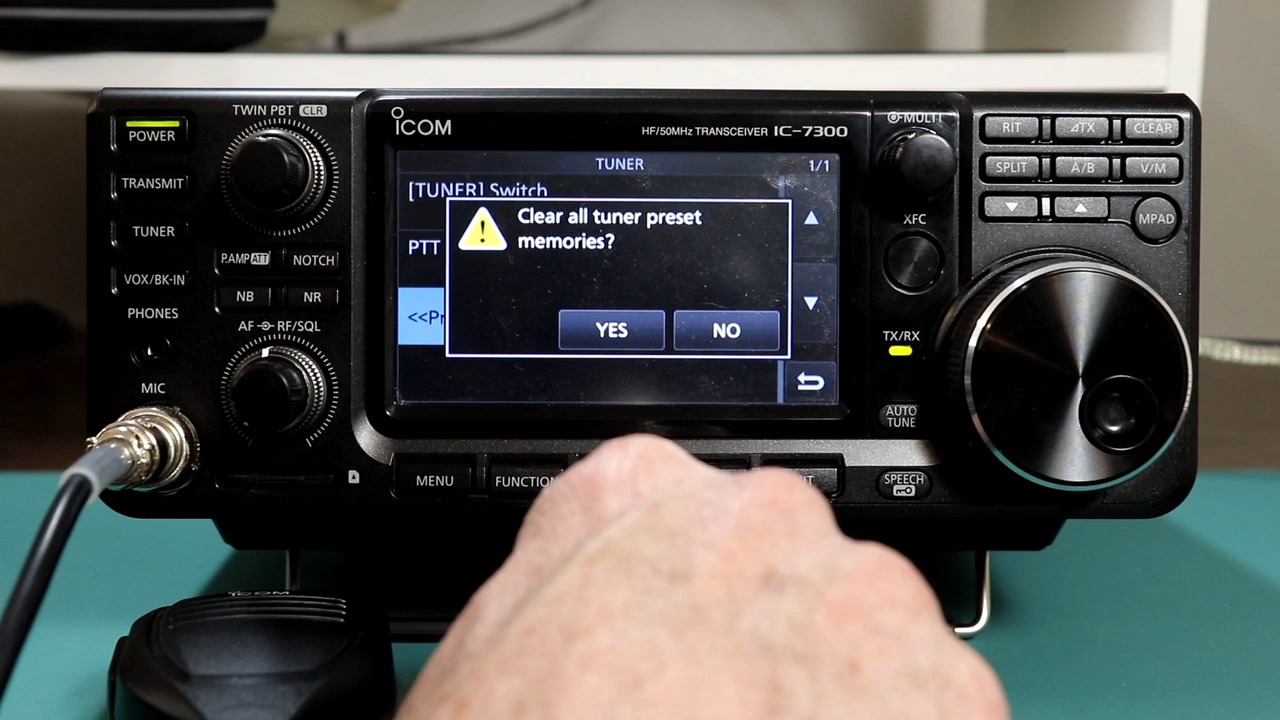 TWIN PBT CLR
POWER
TRANSMIT
TUNER
VOX/BK-IN
PHONES
MIC
P.AMP ATT
NOTCH
NB
NR
AF RF/SQL
ICOM
HF/50MHz TRANSCEIVER IC-7300
TUNER
1/1
[TUNER] Switch
PTT
Clear all tuner preset
memories?
YES
NO
MENU
FUNCTION
MULTI
XFC
TX/RX
AUTO
TUNE
SPEECH
RIT
ΔTX
CLEAR
SPLIT
A/B
V/M
MPAD
ICOM